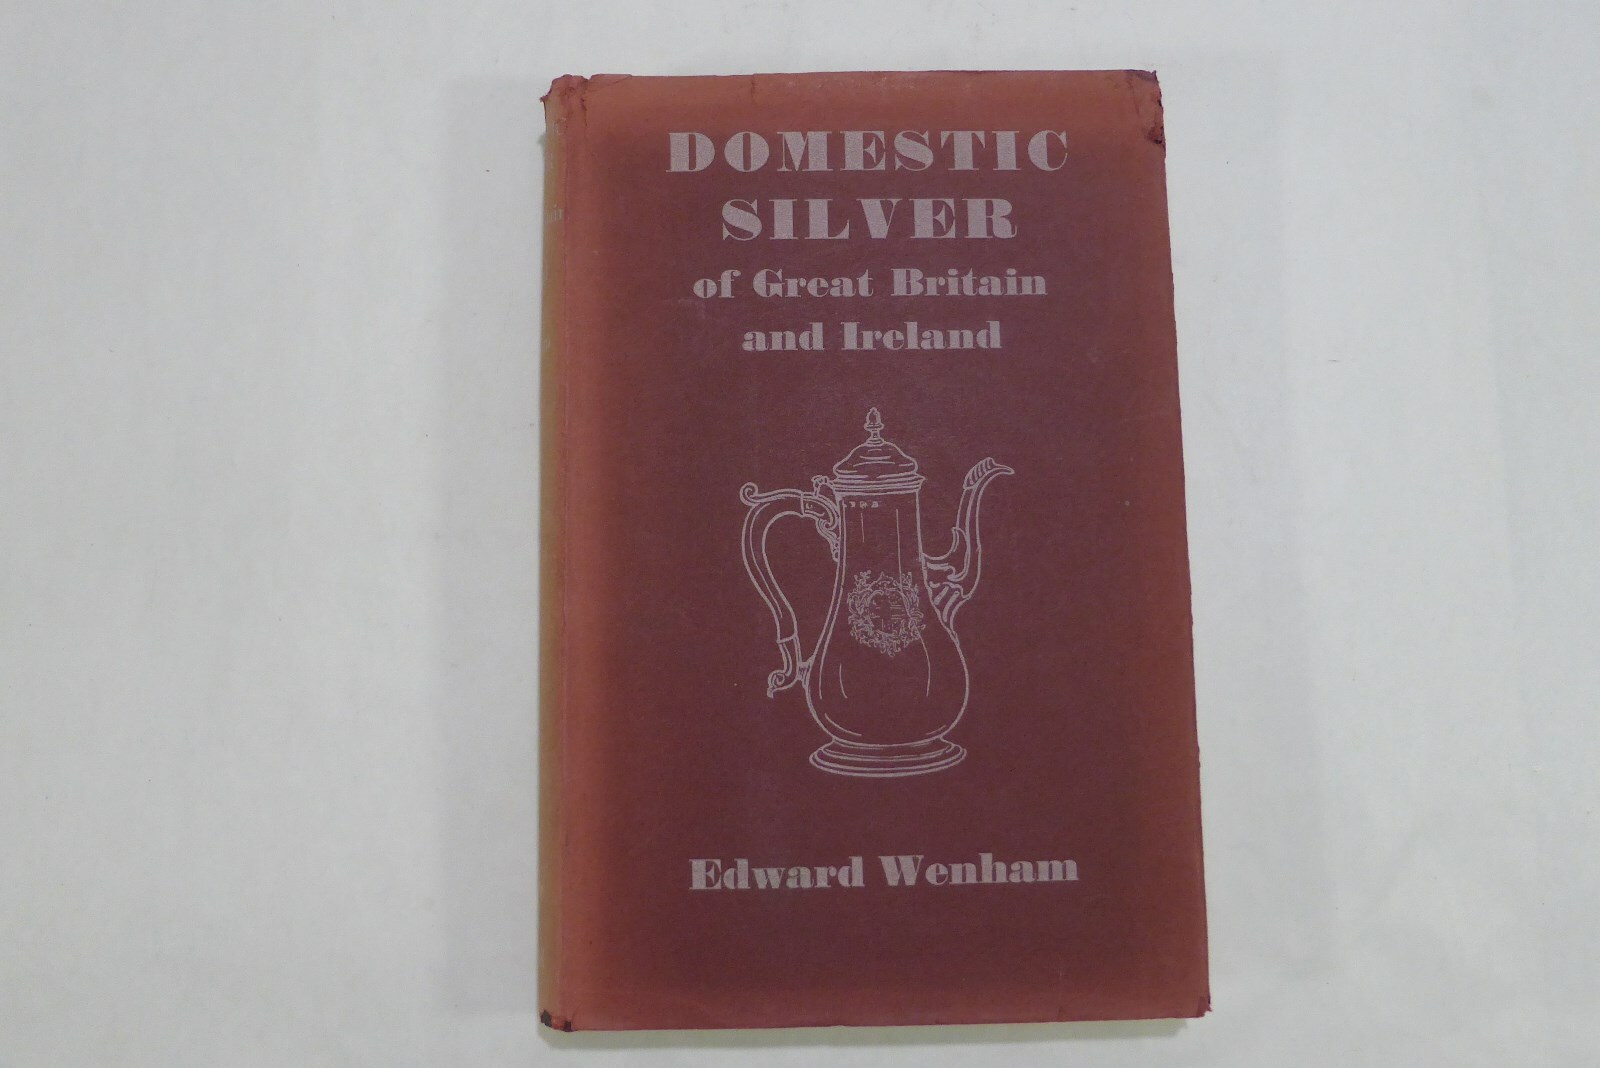 DOMESTIC
SILVER
of Great Britain
and Ireland
Edward Wenham